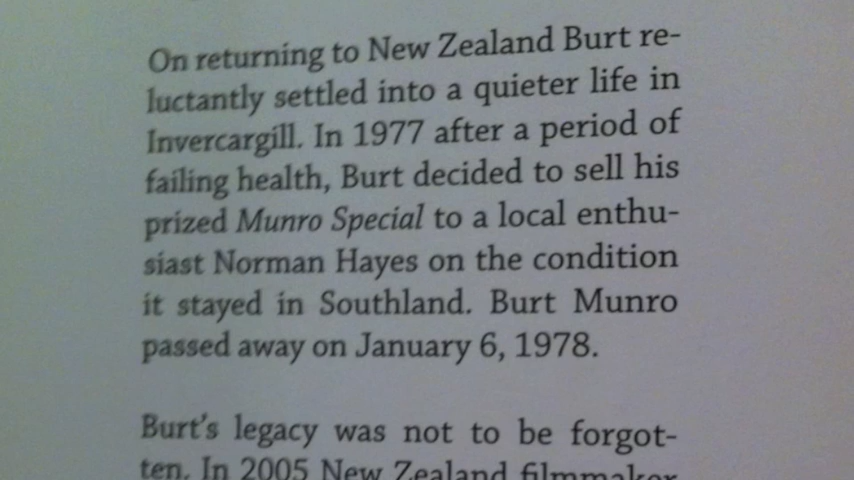 On returning to New Zealand Burt re-
luctantly settled into a quieter life in
Invercargill. In 1977 after a period of
failing health, Burt decided to sell his
prized Munro Special to a local enthu-
siast Norman Hayes on the condition
it stayed in Southland. Burt Munro
passed away on January 6, 1978.
Burt's legacy was not to be forgot-
ten. In 2005 New Zealand filmmaker